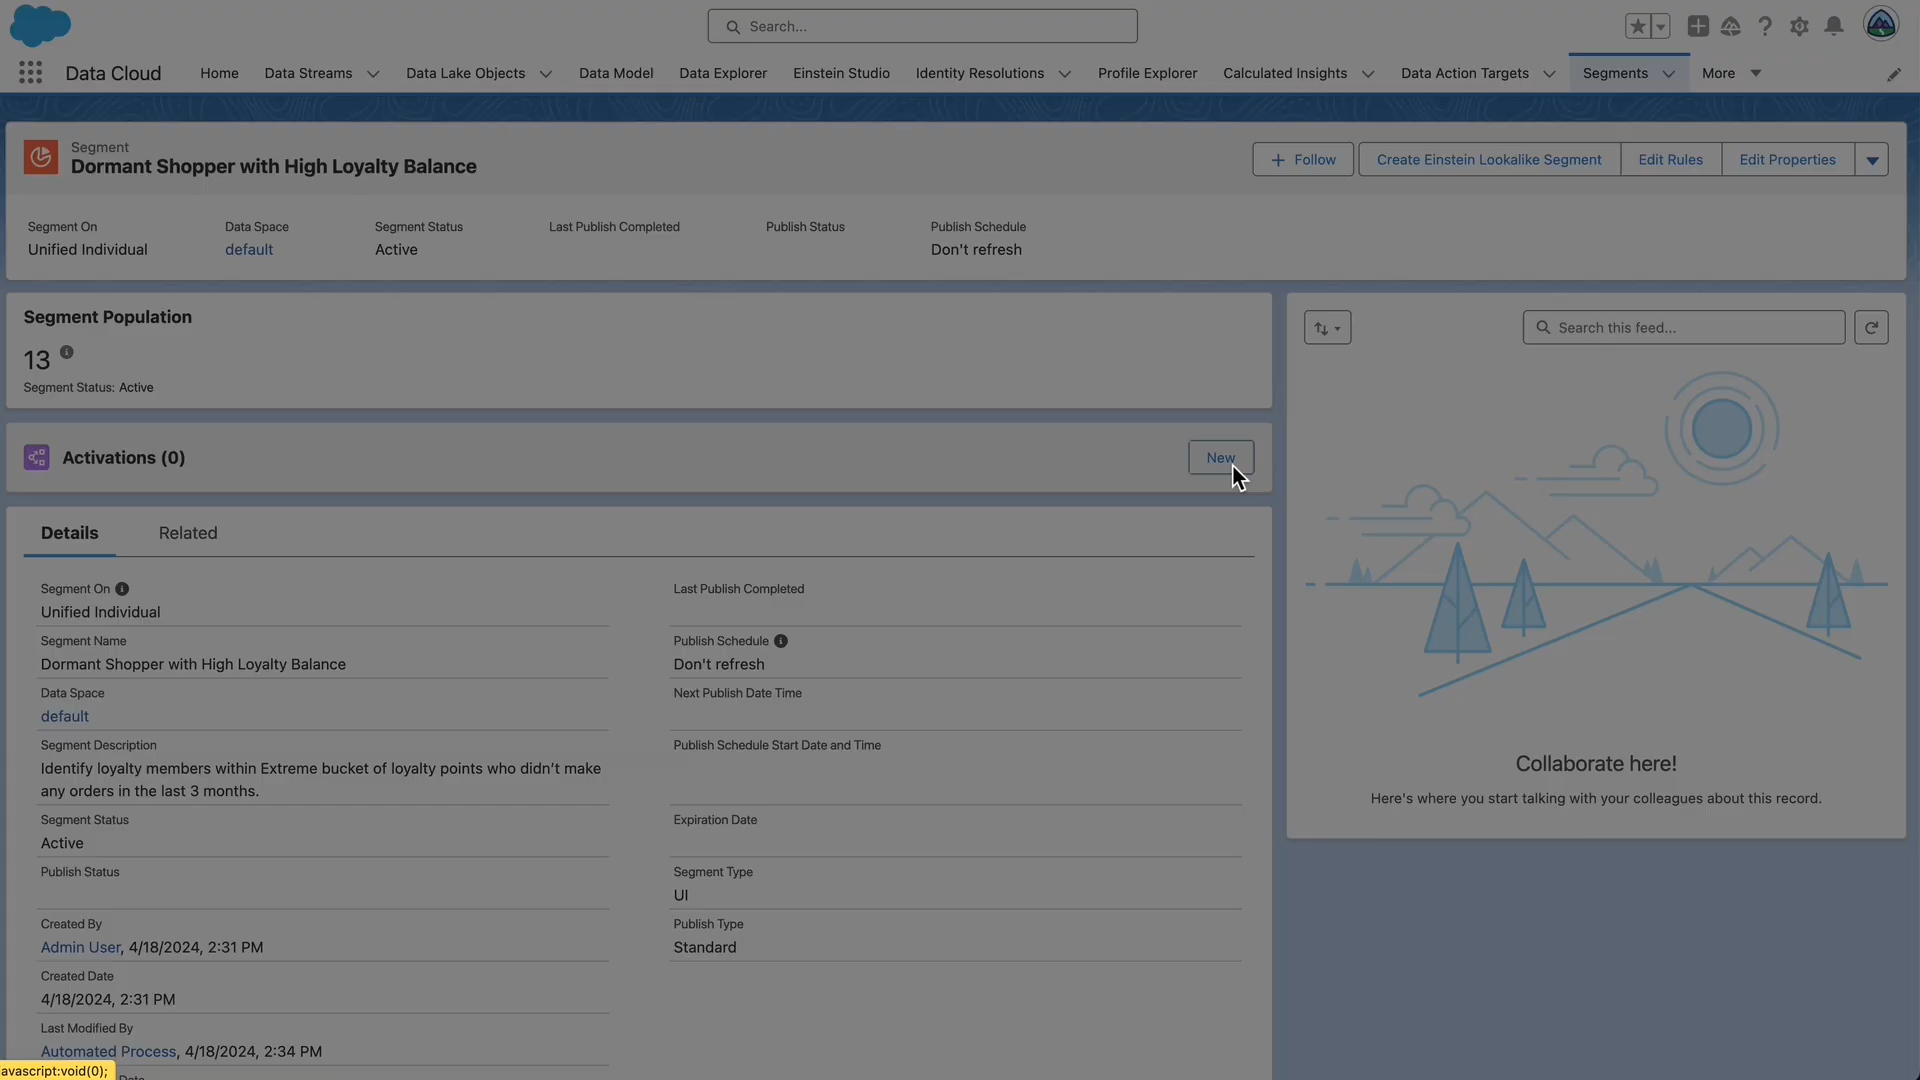 Search...
Data Cloud
Home
Data Streams
Data Lake Objects
Data Model
Data Explorer
Einstein Studio
Identity Resolutions
Profile Explorer
Calculated Insights
Data Action Targets
Segments
More
Segment
Dormant Shopper with High Loyalty Balance
Follow
Create Einstein Lookalike Segment
Edit Rules
Edit Properties
Segment On
Unified Individual
Data Space
default
Segment Status
Active
Last Publish Completed
Publish Status
Publish Schedule
Don't refresh
Segment Population
13
Segment Status: Active
Activations (0)
New
Details
Related
Segment On
Unified Individual
Segment Name
Dormant Shopper with High Loyalty Balance
Data Space
default
Segment Description
Identify loyalty members within Extreme bucket of loyalty points who didn't make
any orders in the last 3 months.
Segment Status
Active
Publish Status
Created By
Admin User, 4/18/2024, 2:31 PM
Created Date
4/18/2024, 2:31 PM
Last Modified By
Automated Process, 4/18/2024, 2:34 PM
Last Publish Completed
Publish Schedule
Don't refresh
Next Publish Date Time
Publish Schedule Start Date and Time
Expiration Date
Segment Type
UI
Publish Type
Standard
Search this feed...
Collaborate here!
Here's where you start talking with your colleagues about this record.
avascript:void(0);